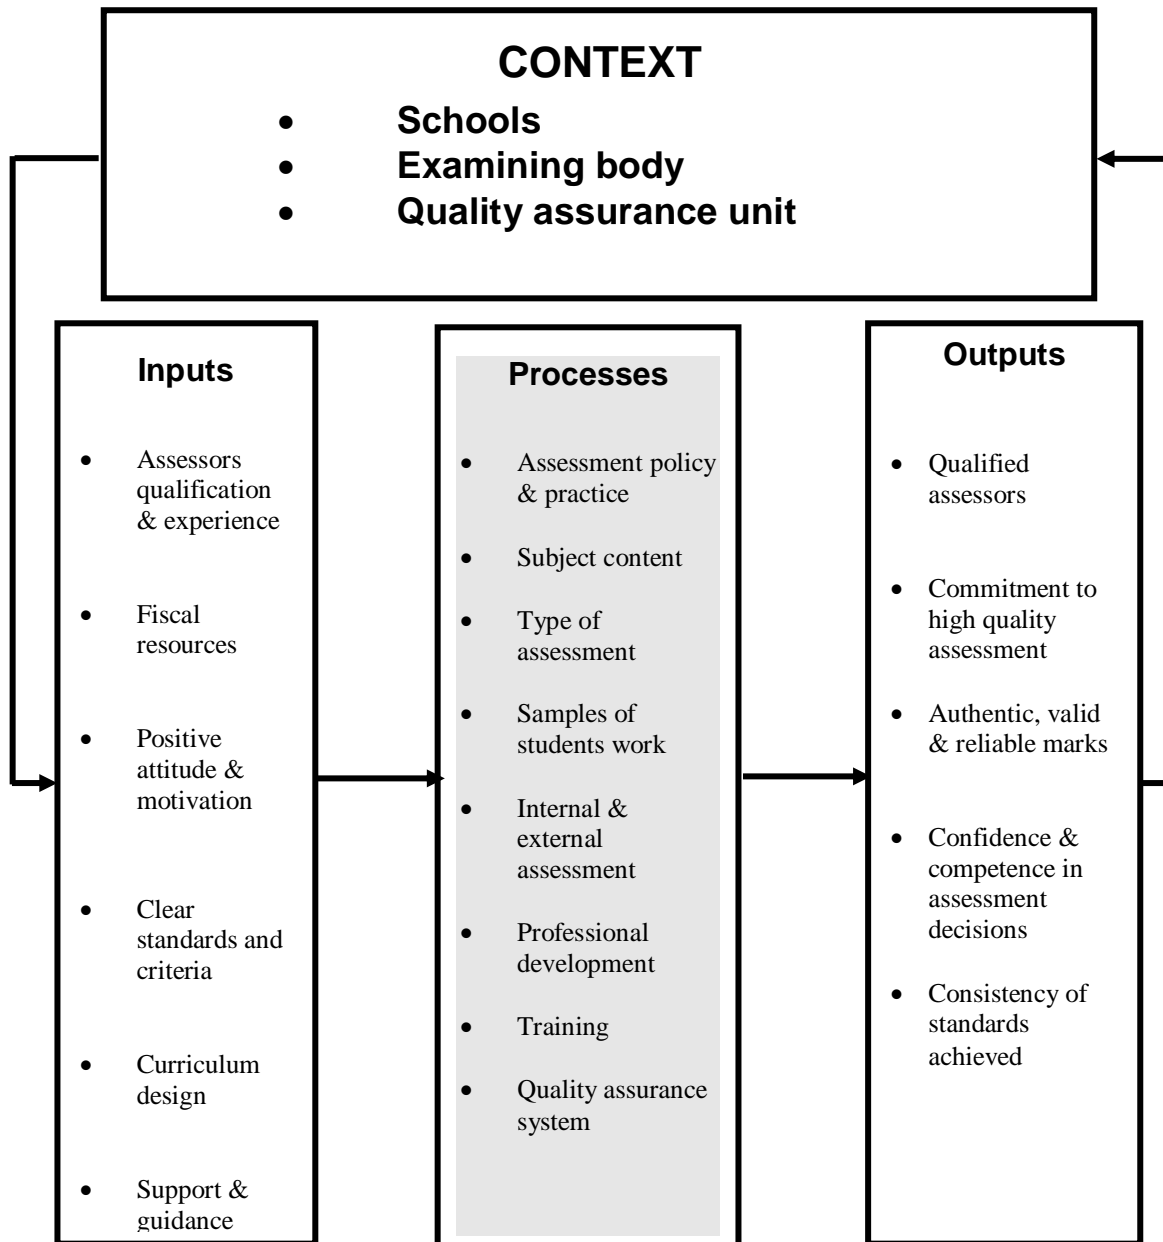 CONTEXT
• Schools
• Examining body
• Quality assurance unit
Inputs
• Assessors
qualification
& experience
• Fiscal
resources
• Positive
attitude &
motivation
• Clear
standards and
criteria
• Curriculum
design
• Support &
guidance
Processes
• Assessment policy
& practice
• Subject content
• Type of
assessment
• Samples of
students work
• Internal &
external
assessment
• Professional
development
• Training
• Quality assurance
system
Outputs
• Qualified
assessors
• Commitment to
high quality
assessment
• Authentic, valid
& reliable marks
• Confidence &
competence in
assessment
decisions
• Consistency of
standards
achieved